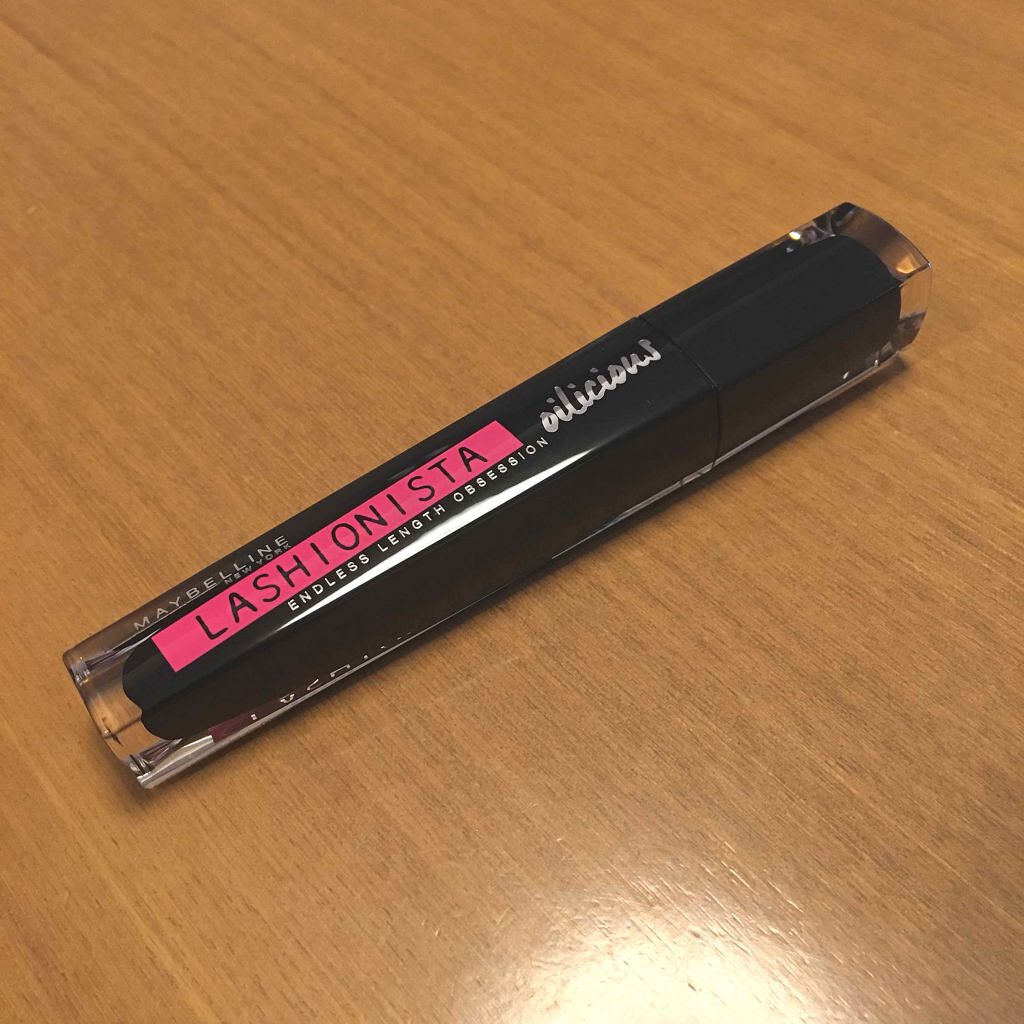 MAYBELLINE
NEW YORK
LASHIONISTA
ENDLESS LENGTH OBSESSION
oilicious